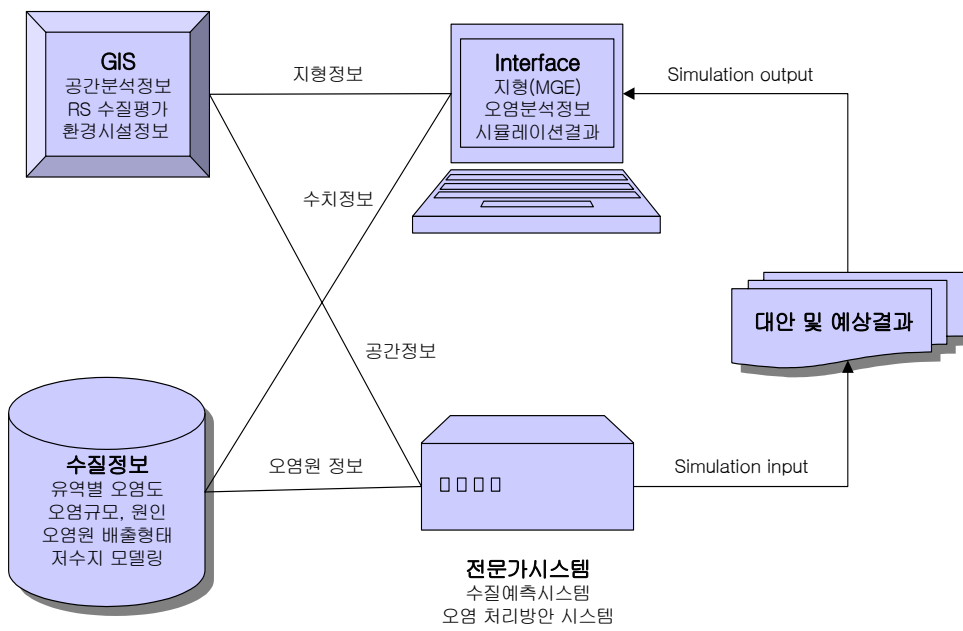 GIS
공간분석정보
RS 수질평가
환경시설정보
지형정보
Interface
지형(MGE)
오염분석정보
시뮬레이션결과
Simulation output
수치정보
대안 및 예상결과
공간정보
수질정보
유역별 오염도
오염규모, 원인
오염원 배출형태
저수지 모델링
오염원 정보
Simulation input
전문가시스템
수질예측시스템
오염 처리방안 시스템